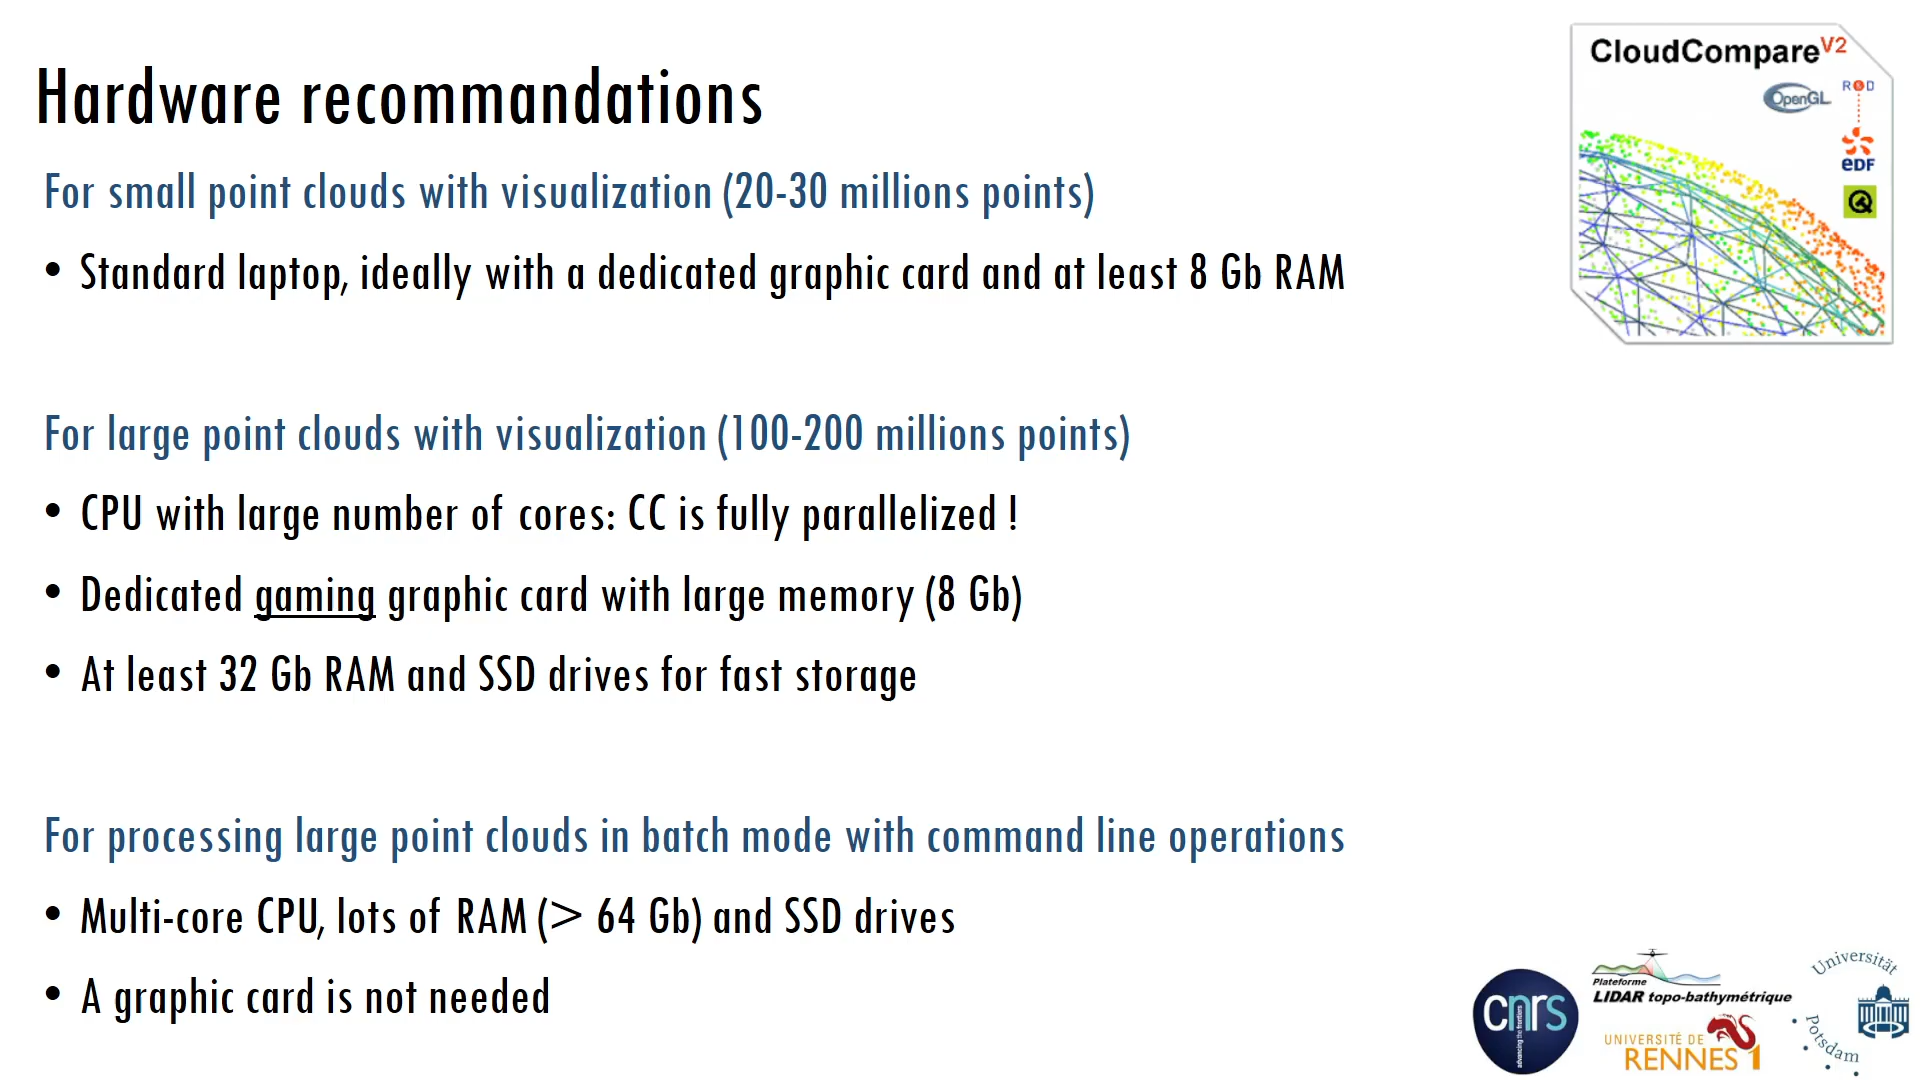 Hardware recommandations
For small point clouds with visualization (20-30 millions points)
• Standard laptop, ideally with a dedicated graphic card and at least 8 Gb RAM
For large point clouds with visualization (100-200 millions points)
• CPU with large number of cores: CC is fully parallelized !
• Dedicated gaming graphic card with large memory (8 Gb)
• At least 32 Gb RAM and SSD drives for fast storage
For processing large point clouds in batch mode with command line operations
• Multi-core CPU, lots of RAM (> 64 Gb) and SSD drives
• A graphic card is not needed
CloudCompareV2
OpenGL
R&D
eDF
cnrs
advancing the frontiers
Plateforme
LIDAR topo-bathymétrique
UNIVERSITÉ DE
RENNES 1
Universität
Potsdam